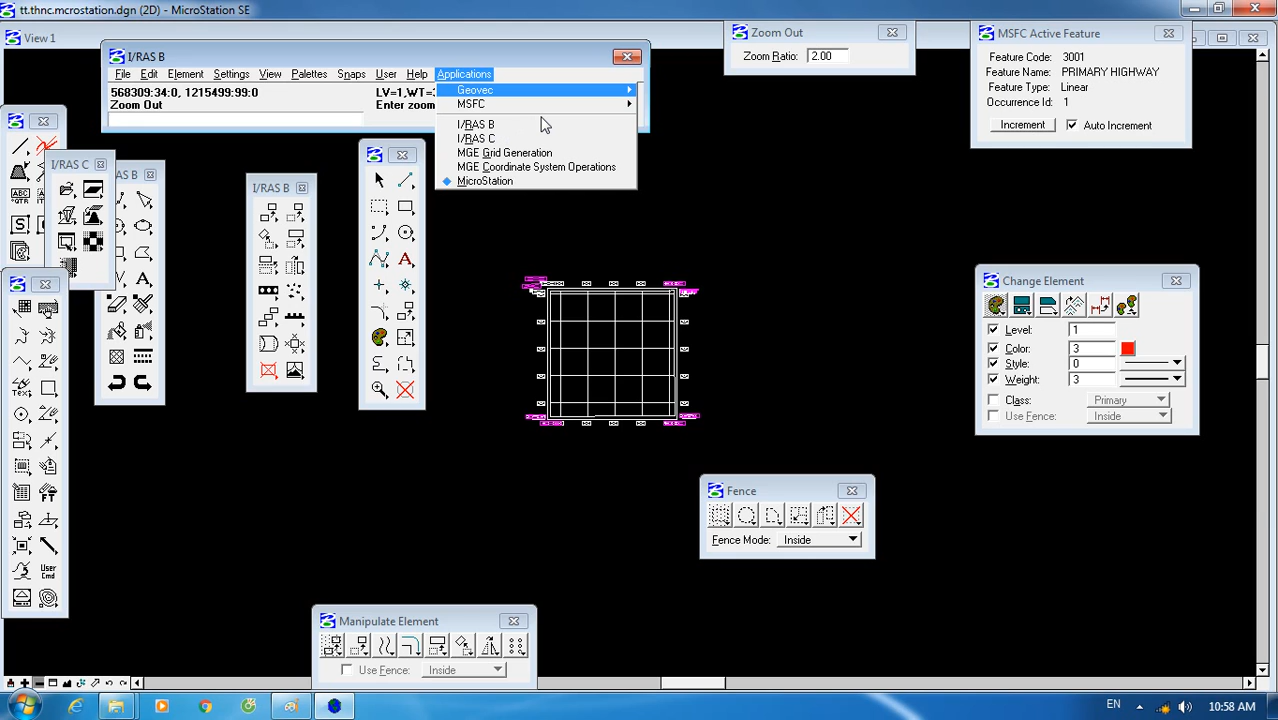 tt.thnc.mcrostation.dgn (2D) - MicroStation SE
View 1
I/RAS B
File Edit Element Settings View Palettes Snaps User Help Applications
568309:34:0, 1215499:99:0
Zoom Out
Enter zoom
Geovec
MSFC
I/RAS B
I/RAS C
MGE Grid Generation
MGE Coordinate System Operations
MicroStation
Zoom Out
Zoom Ratio: 2.00
MSFC Active Feature
Feature Code: 3001
Feature Name: PRIMARY HIGHWAY
Feature Type: Linear
Occurrence Id: 1
Increment
Auto Increment
I/RAS C
I/RAS B
Change Element
Level: 1
Color: 3
Style: 0
Weight: 3
Class: Primary
Use Fence: Inside
Fence
Fence Mode: Inside
User
Cmd
Manipulate Element
Use Fence: Inside
EN
10:58 AM